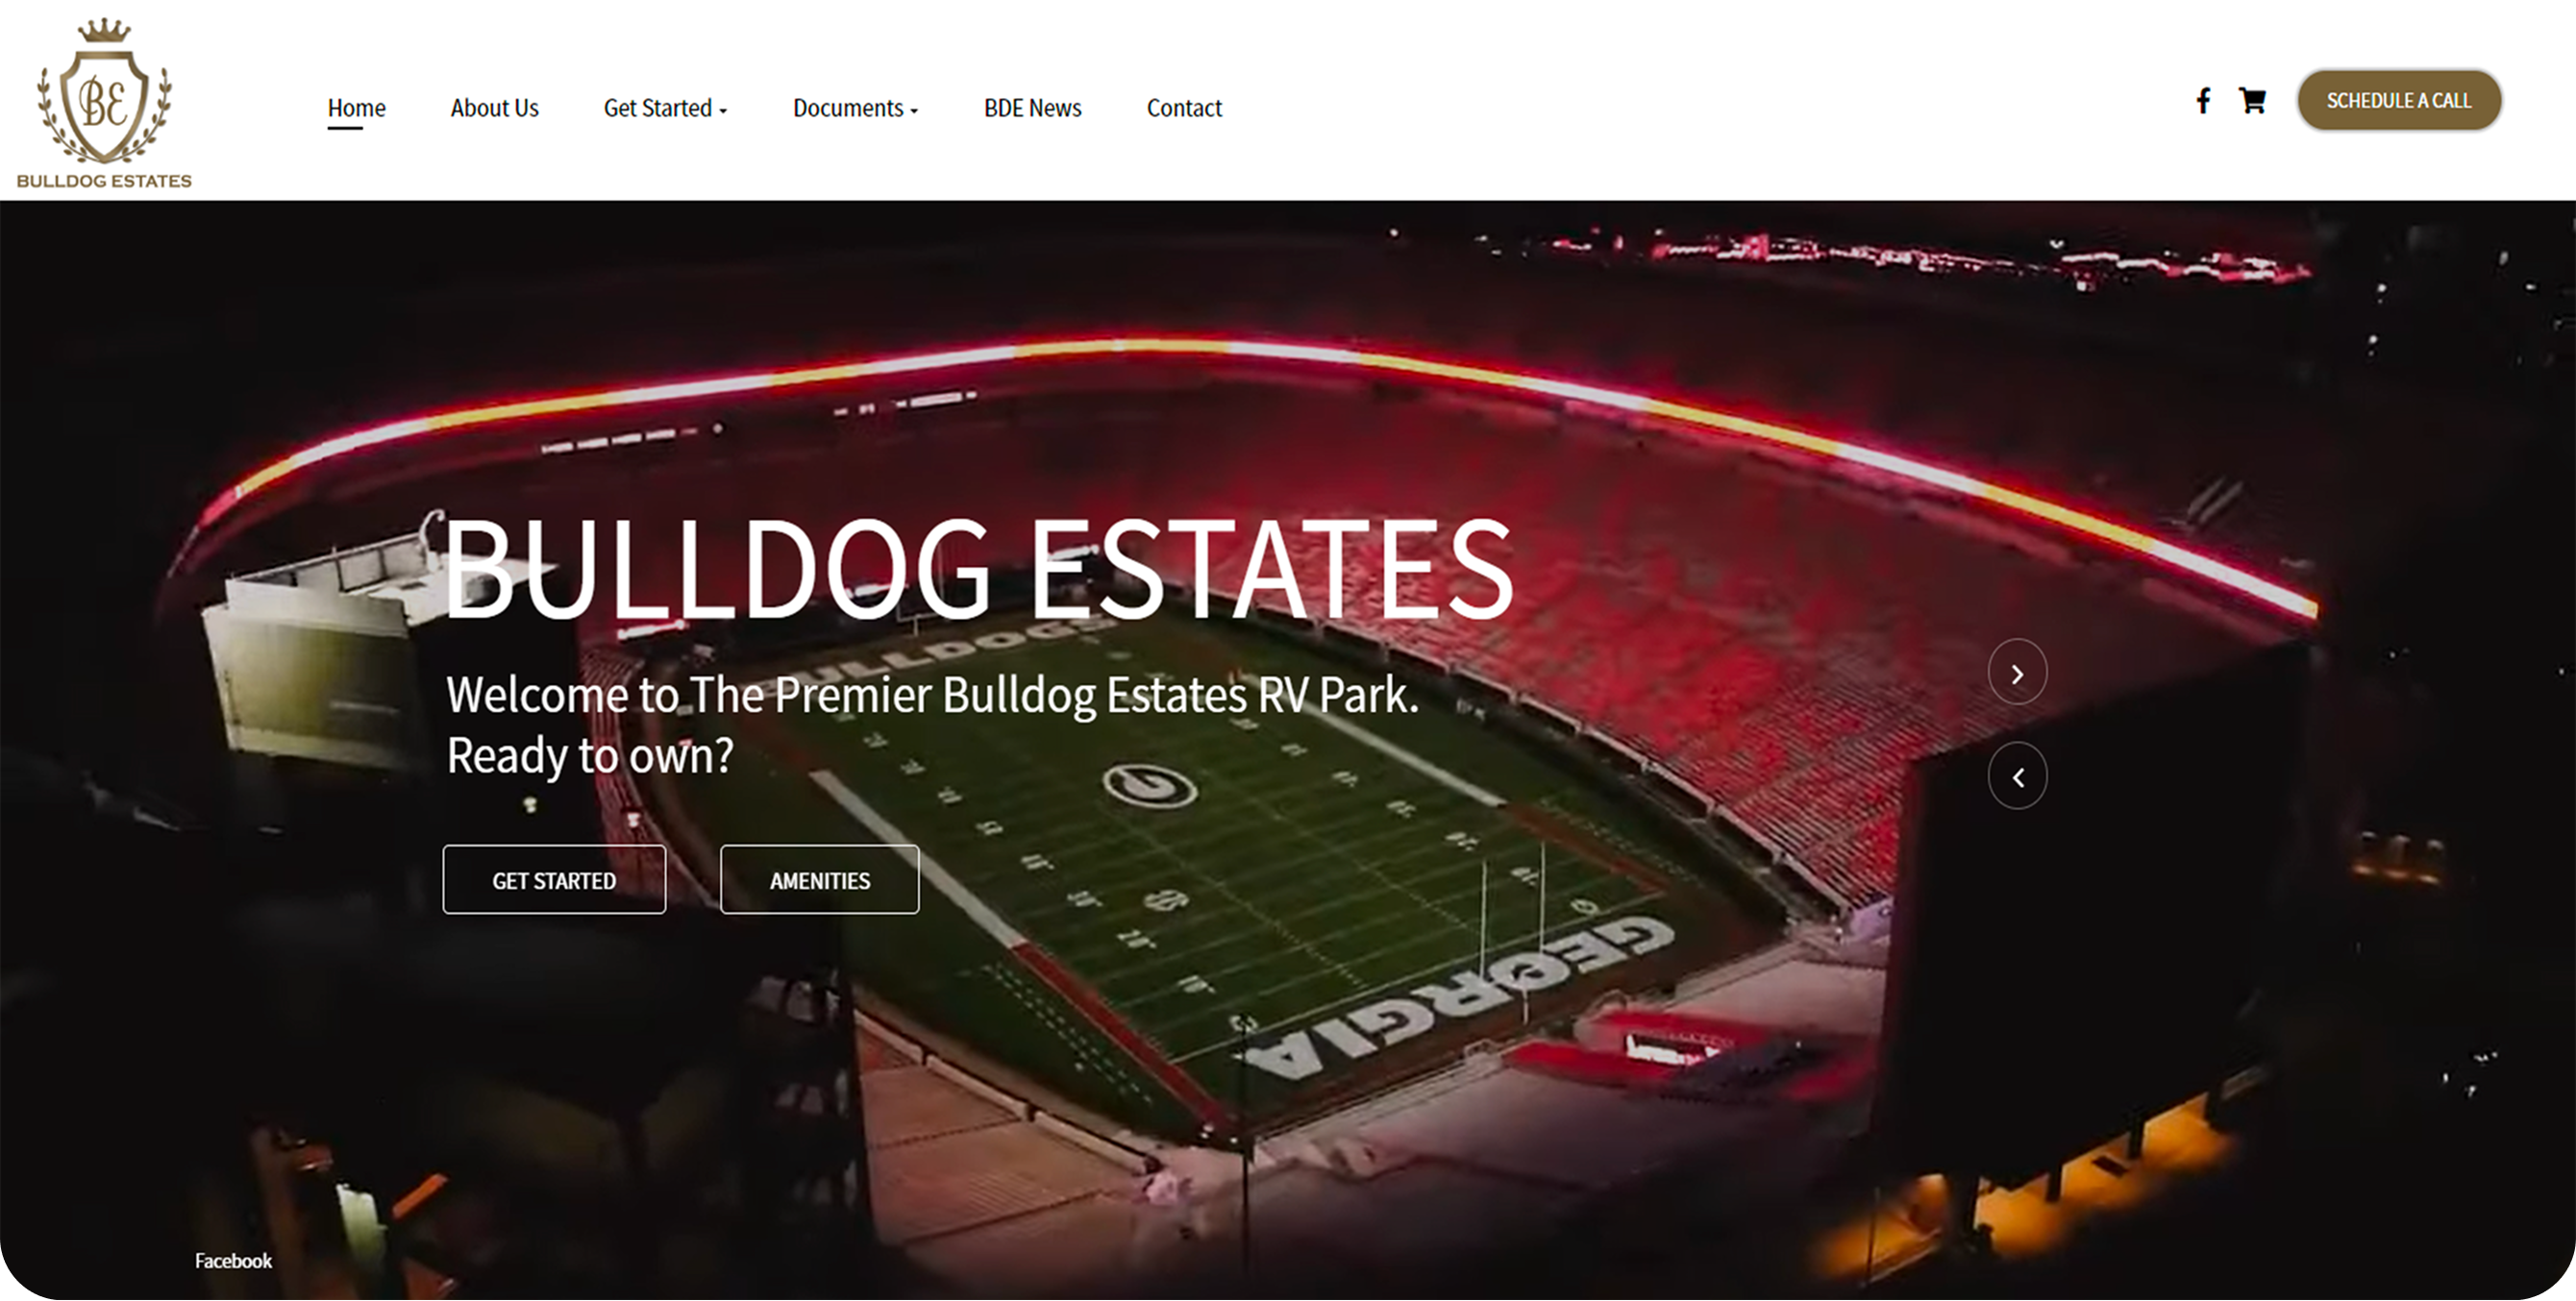 BE
BULLDOG ESTATES
Home
About Us
Get Started
Documents
BDE News
Contact
SCHEDULE A CALL
BULLDOG ESTATES
BULLDOGS
Welcome to The Premier Bulldog Estates RV Park.
Ready to own?
G
GET STARTED
AMENITIES
GEORGIA
Facebook